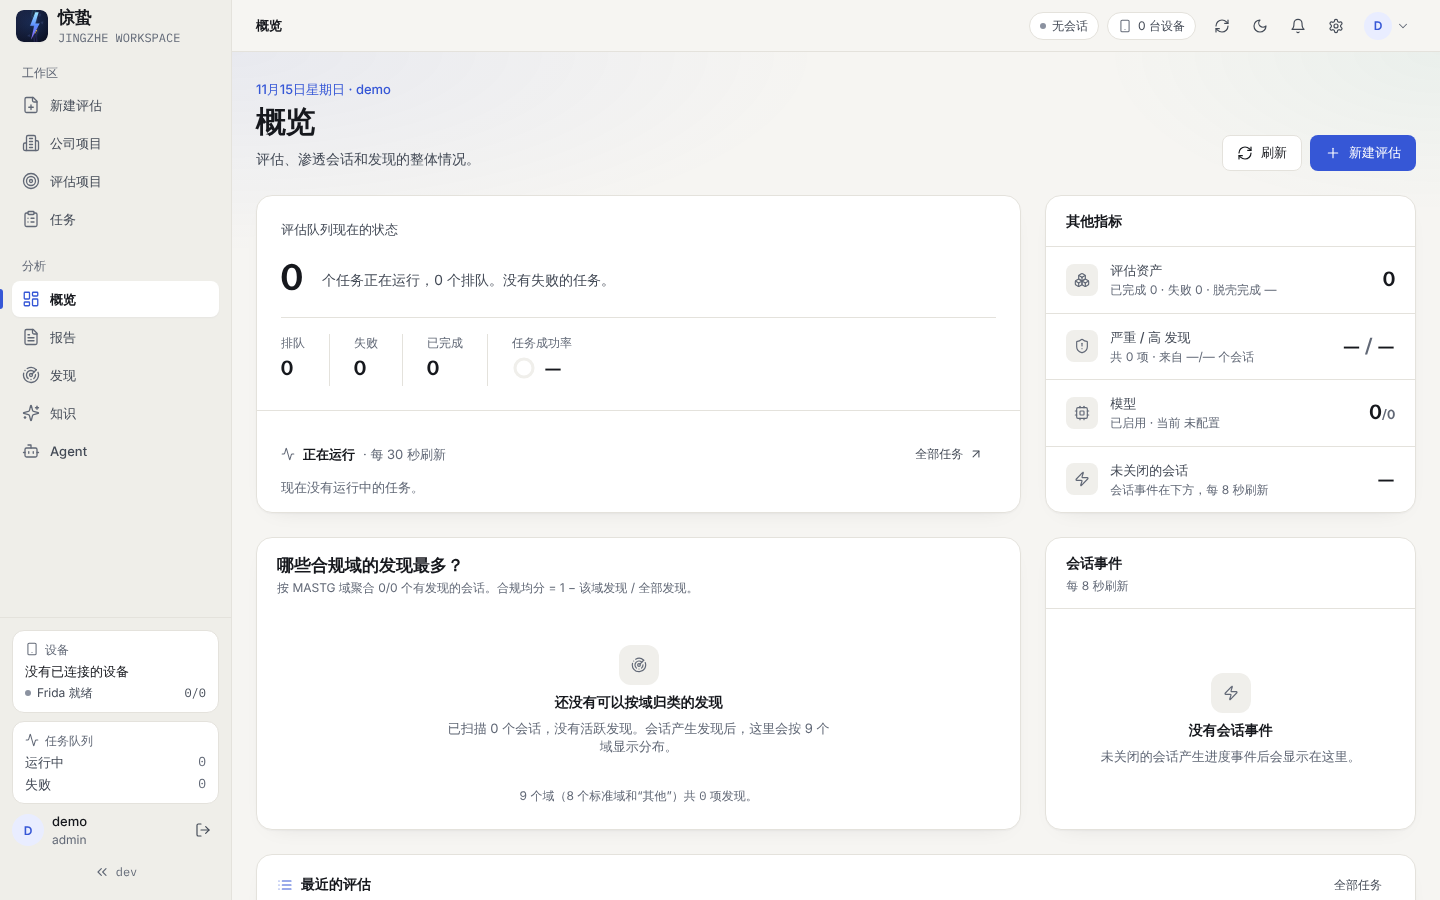 惊蛰
JINGZHE WORKSPACE
工作区
新建评估
公司项目
评估项目
任务
分析
概览
报告
发现
知识
Agent
设备
没有已连接的设备
Frida 就绪 0/0
任务队列
运行中 0
失败 0
D demo
admin
dev
概览
无会话
0 台设备
D
11月15日星期日 · demo
概览
评估、渗透会话和发现的整体情况。
刷新
新建评估
评估队列现在的状态
0 个任务正在运行，0 个排队。没有失败的任务。
排队 失败 已完成 任务成功率
0 0 0 —
正在运行 · 每 30 秒刷新 全部任务
现在没有运行中的任务。
其他指标
评估资产 0
已完成 0 · 失败 0 · 脱壳完成 —
严重 / 高 发现 — / —
共 0 项 · 来自 —/— 个会话
模型 0/0
已启用 · 当前 未配置
未关闭的会话 —
会话事件在下方，每 8 秒刷新
哪些合规域的发现最多？
按 MASTG 域聚合 0/0 个有发现的会话。合规均分 = 1 − 该域发现 / 全部发现。
还没有可以按域归类的发现
已扫描 0 个会话，没有活跃发现。会话产生发现后，这里会按 9 个
域显示分布。
9 个域（8 个标准域和“其他”）共 0 项发现。
会话事件
每 8 秒刷新
没有会话事件
未关闭的会话产生进度事件后会显示在这里。
最近的评估 全部任务